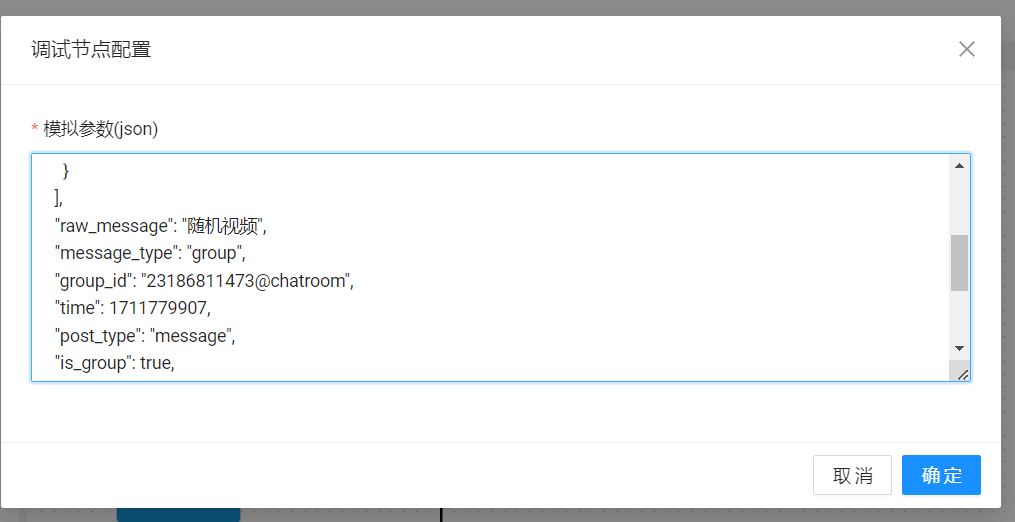 调试节点配置
* 模拟参数(json)
}
],
"raw_message": "随机视频",
"message_type": "group",
"group_id": "23186811473@chatroom",
"time": 1711779907,
"post_type": "message",
"is_group": true,
取消
确定